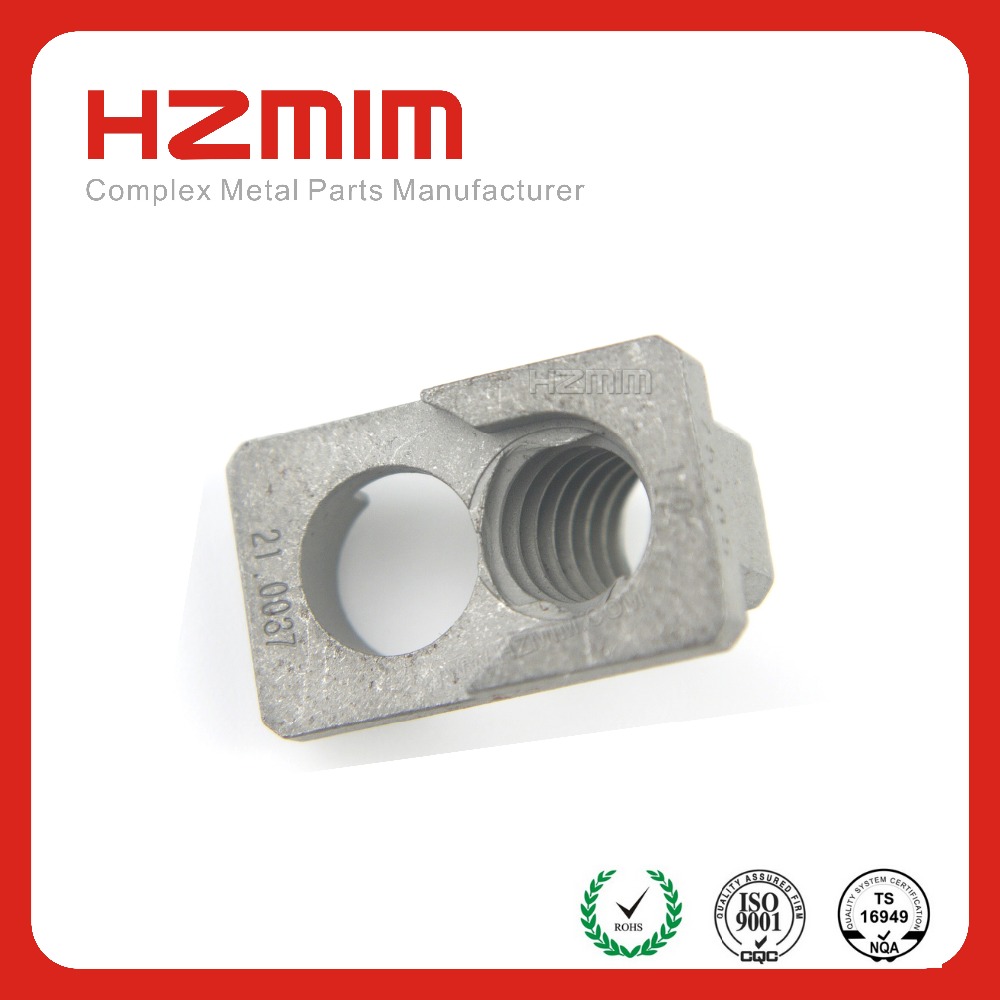 HZMIM
Complex Metal Parts Manufacturer
HZMIM
21.0037
ROHS
QUALITY ASSURED FIRM
ISO
9001
CQC
QUALITY SYSTEM CERTIFICATION
TS
16949
NQA